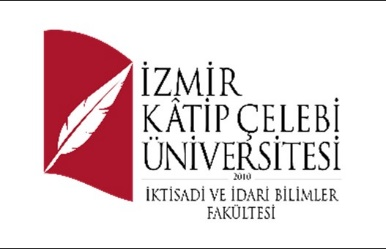 İZMİR
KÂTİP ÇELEBİ
ÜNİVERSİTESİ
2010
İKTİSADİ VE İDARİ BİLİMLER
FAKÜLTESİ